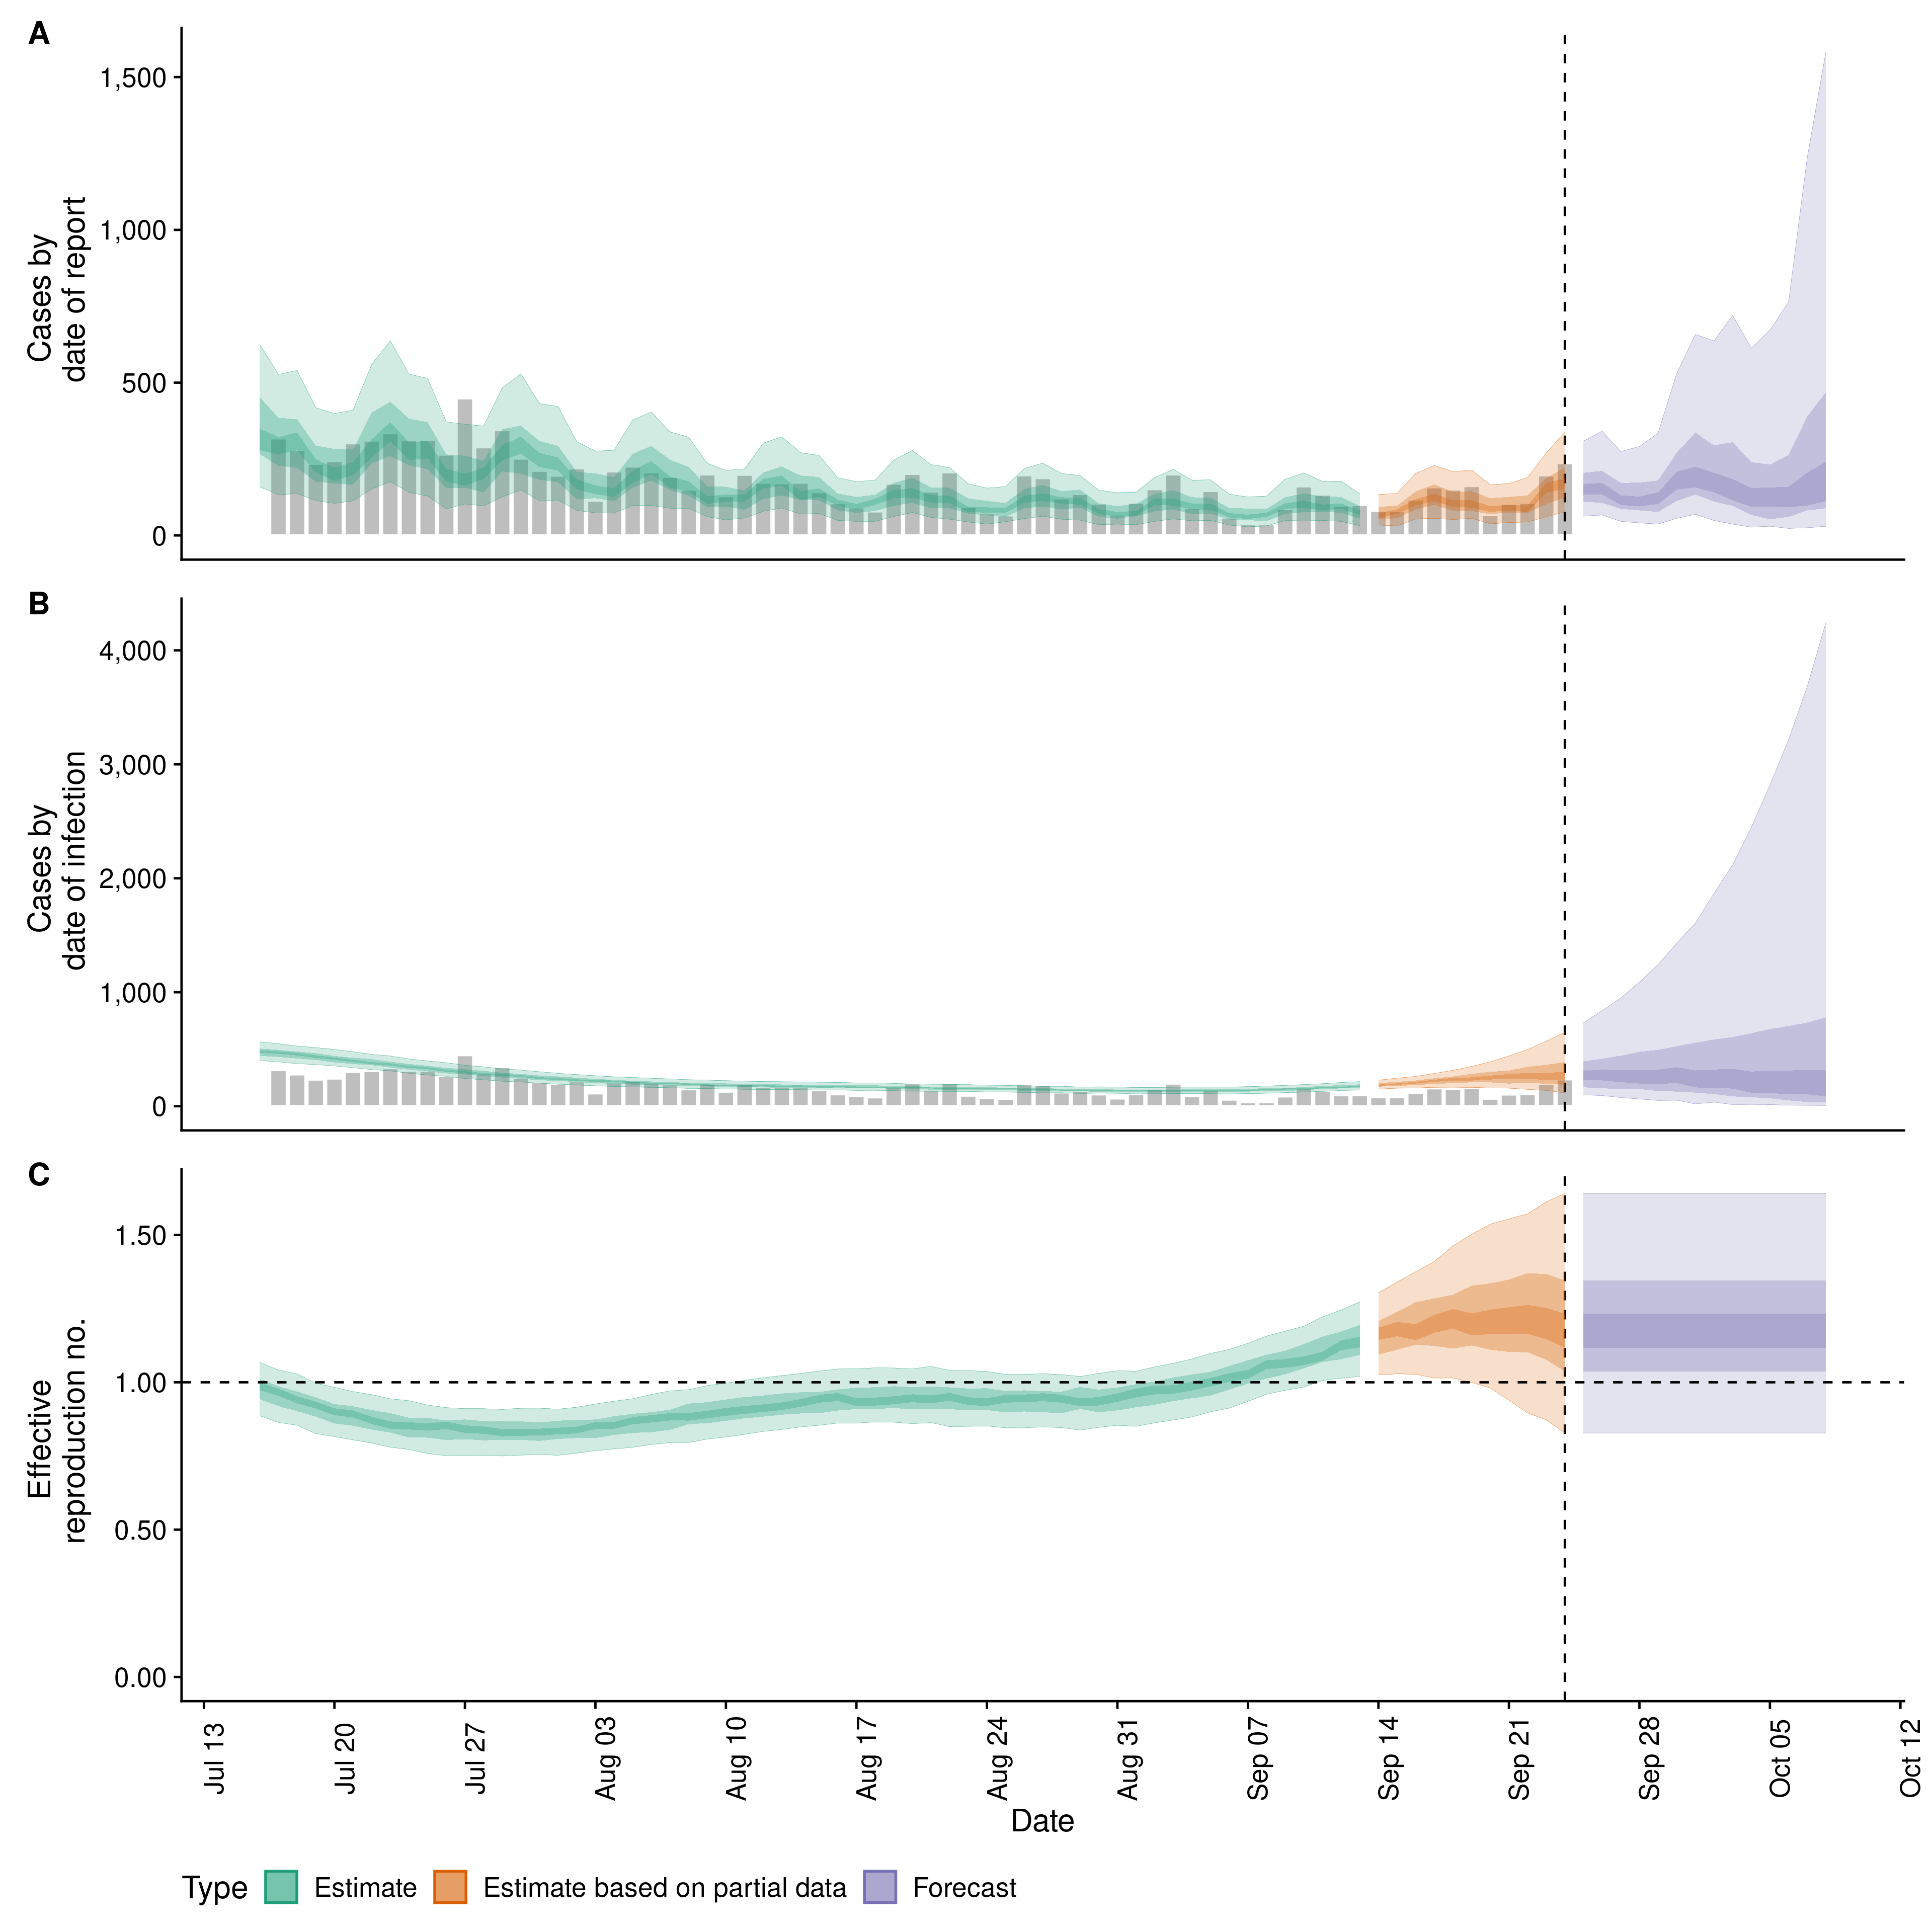 A
Cases by
date of report
1,500
1,000
500
0
B
Cases by
date of infection
4,000
3,000
2,000
1,000
0
C
Effective
reproduction no.
1.50
1.00
0.50
0.00
Jul 13
Jul 20
Jul 27
Aug 03
Aug 10
Aug 17
Aug 24
Aug 31
Sep 07
Sep 14
Sep 21
Sep 28
Oct 05
Oct 12
Date
Type Estimate Estimate based on partial data Forecast